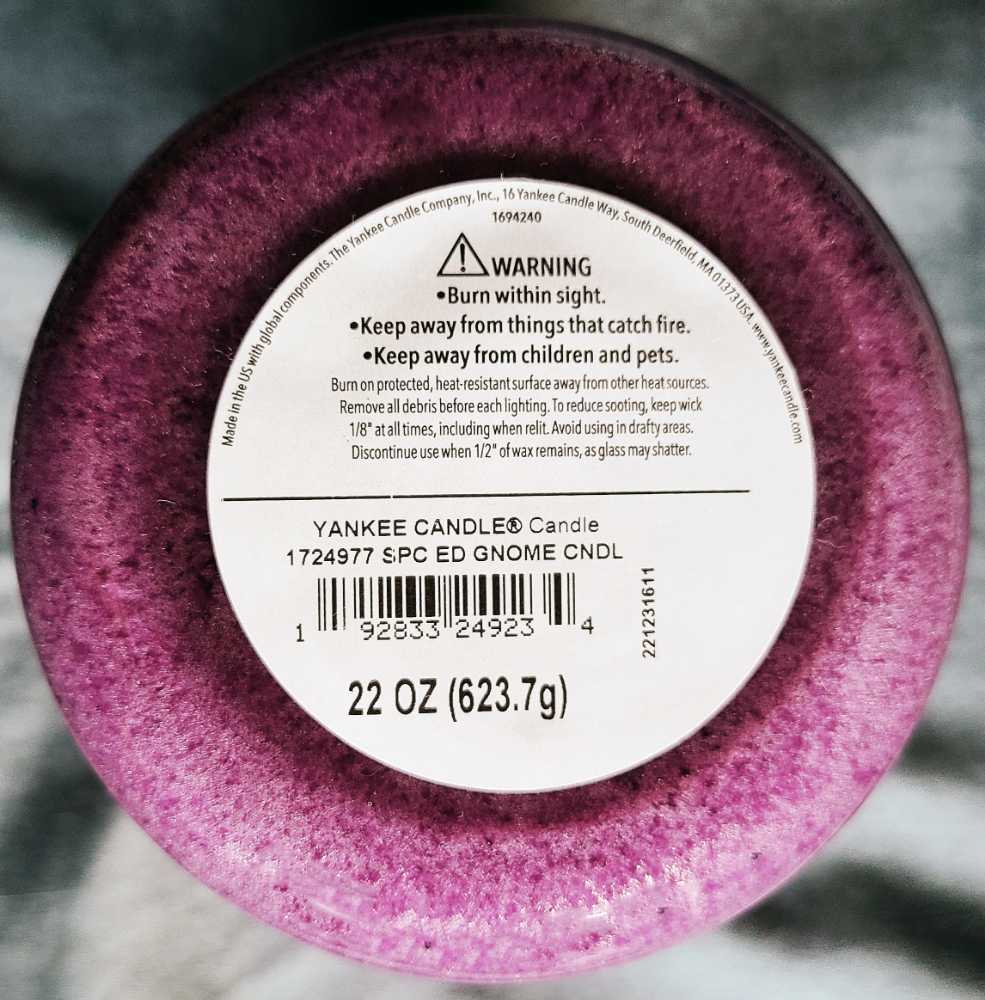 Made in the US with global components. The Yankee Candle Company, Inc., 16 Yankee Candle Way, South Deerfield, MA 01373 USA. www.yankeecandle.com
1694240
WARNING
•Burn within sight.
•Keep away from things that catch fire.
•Keep away from children and pets.
Burn on protected, heat-resistant surface away from other heat sources.
Remove all debris before each lighting. To reduce sooting, keep wick
1/8" at all times, including when relit. Avoid using in drafty areas.
Discontinue use when 1/2" of wax remains, as glass may shatter.
YANKEE CANDLE® Candle
1724977 SPC ED GNOME CNDL
1 92833 24923 4
221231611
22 OZ (623.7g)